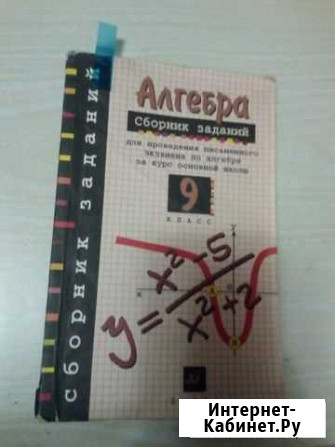 Алгебра
Сборник заданий
для проведения письменного
экзамена по алгебре
за курс основной школы
9
КЛАСС
сборник заданий
y = x² - 5
x² + 2
y
x
A
B
Интернет-
Кабинет.Ру